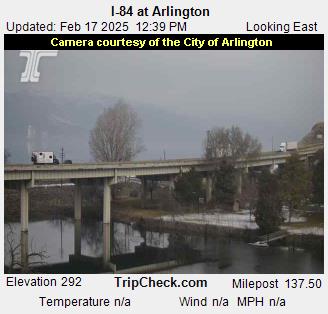 I-84 at Arlington
Updated: Feb 17 2025 12:39 PM Looking East
Camera courtesy of the City of Arlington
Elevation 292 TripCheck.com Milepost 137.50
Temperature n/a Wind n/a MPH n/a